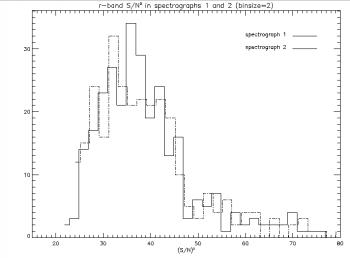 r-band S/N² in spectrographs 1 and 2 (binsize=2)
spectrograph 1
spectrograph 2
30
20
10
0
20 30 40 50 60 70 80
(S/N)²